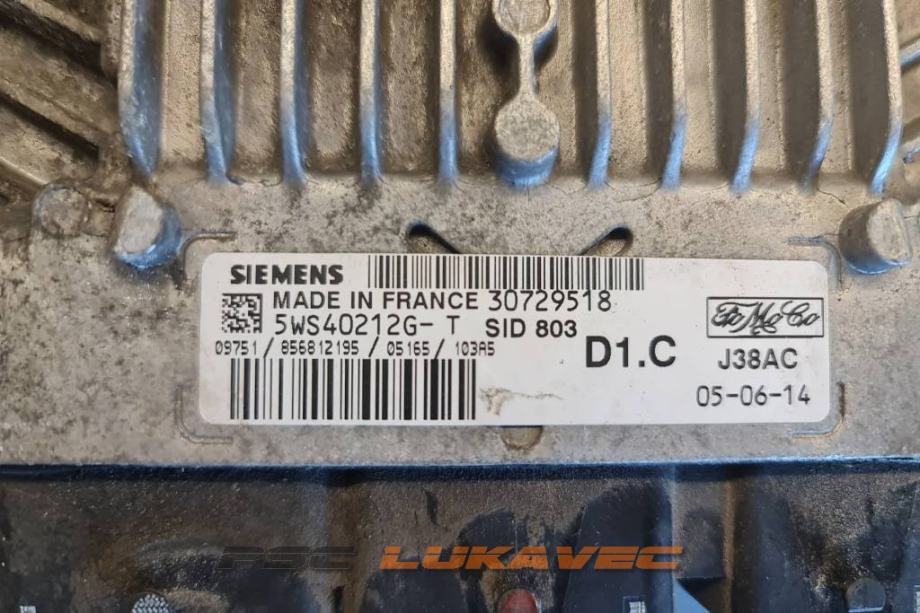 SIEMENS
MADE IN FRANCE 30729518
5WS40212G- T SID 803
09751 / 856812195 / 05165 / 103A5
D1.C
FoMoCo
J38AC
05-06-14
PSC LUKAVEC